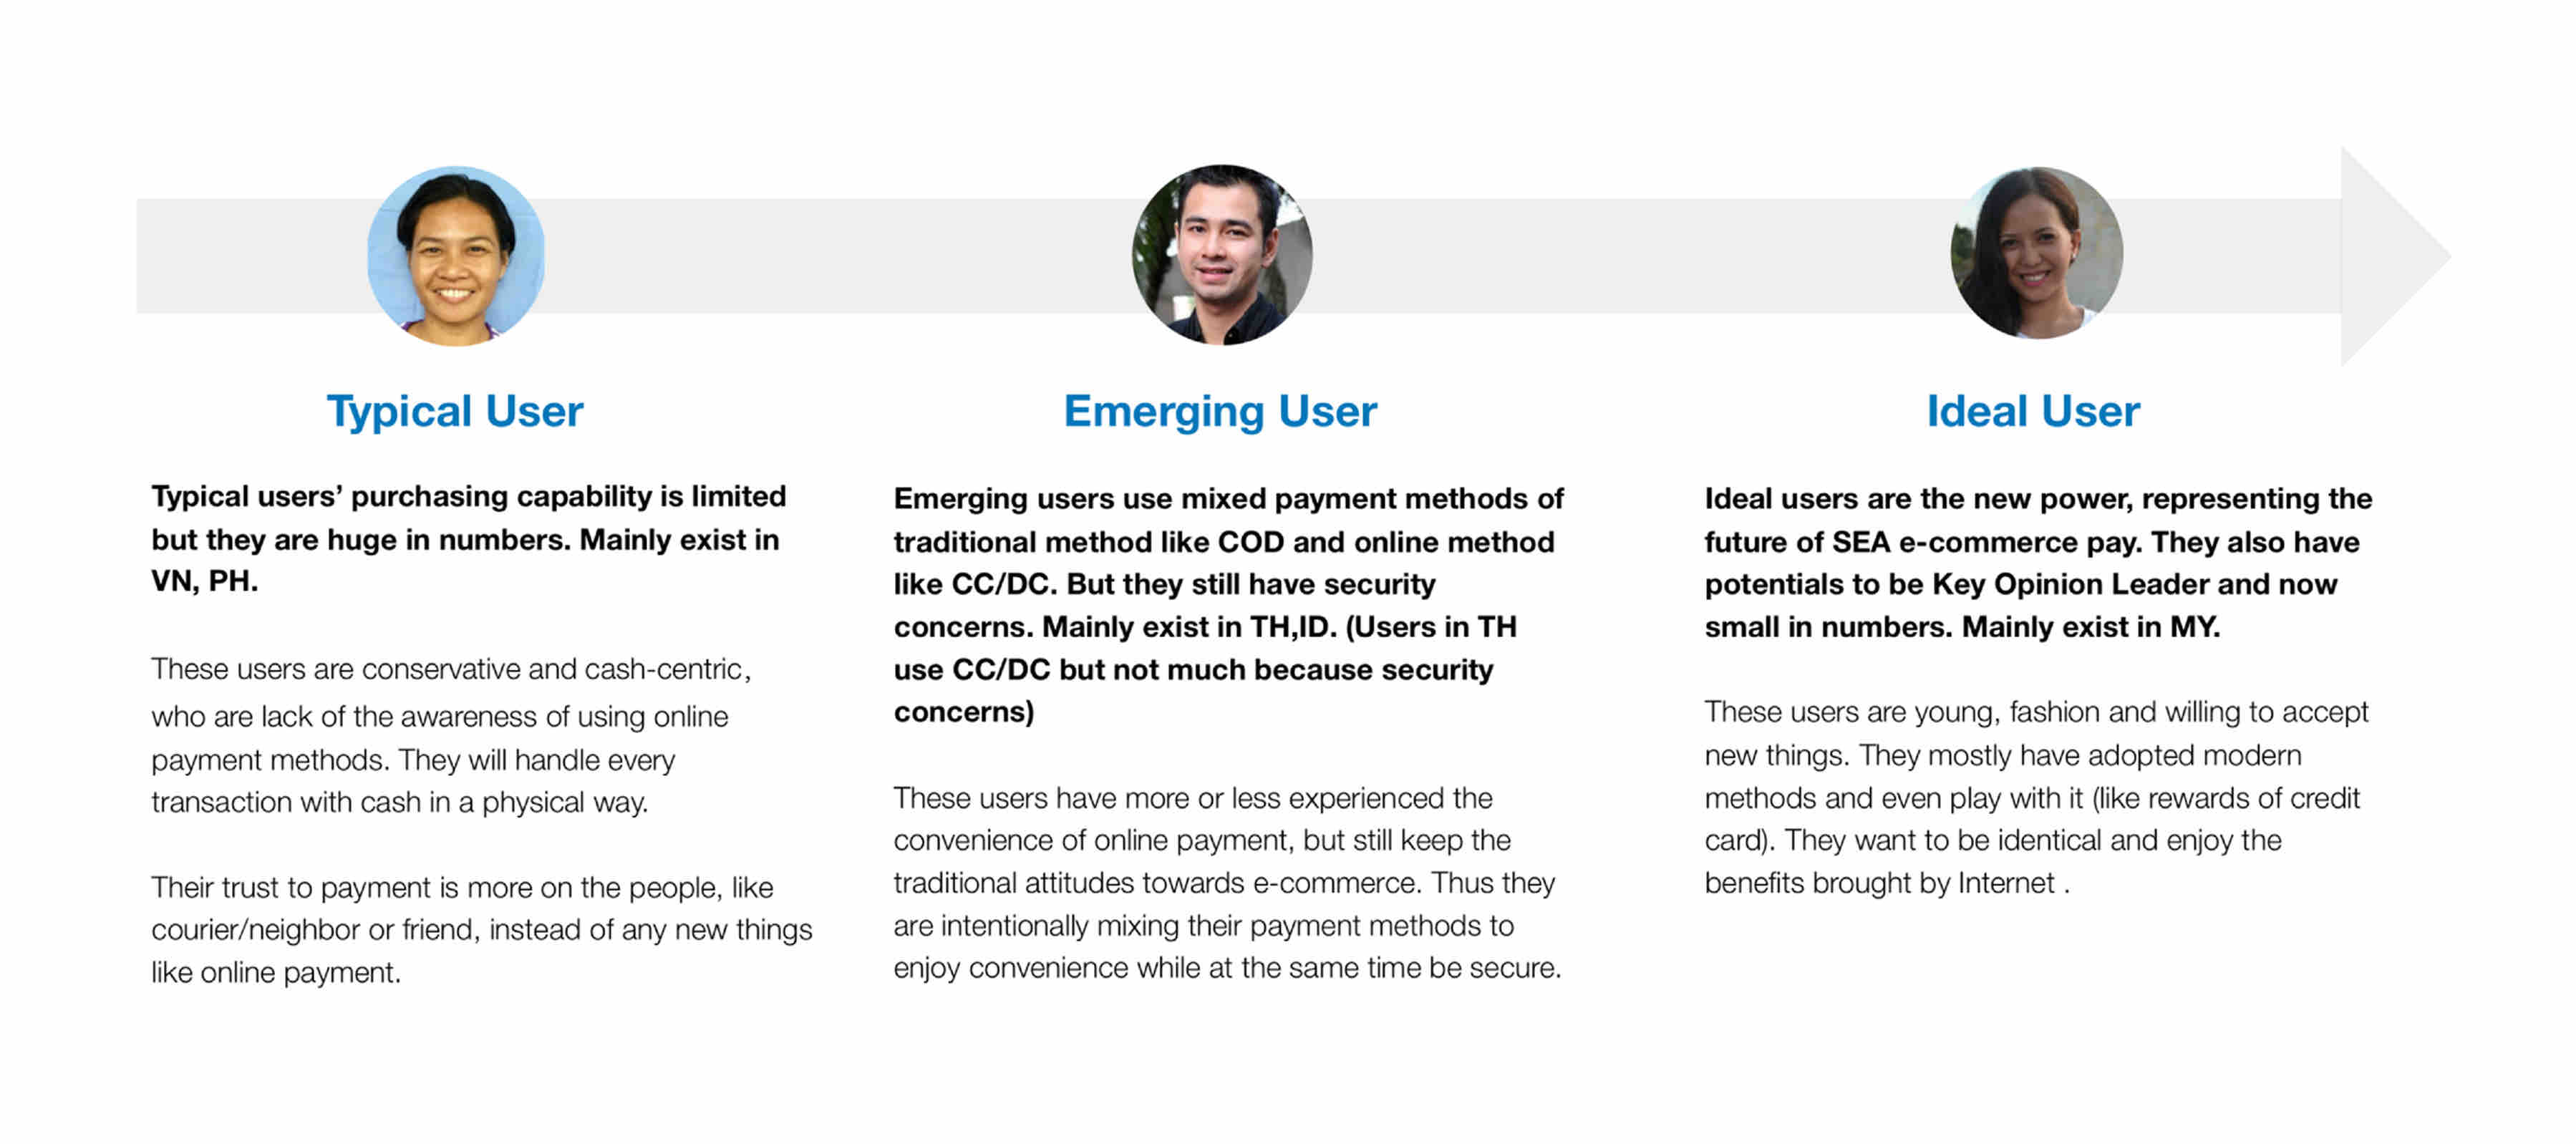 Typical User
Typical users' purchasing capability is limited
but they are huge in numbers. Mainly exist in
VN, PH.
These users are conservative and cash-centric,
who are lack of the awareness of using online
payment methods. They will handle every
transaction with cash in a physical way.
Their trust to payment is more on the people, like
courier/neighbor or friend, instead of any new things
like online payment.
Emerging User
Emerging users use mixed payment methods of
traditional method like COD and online method
like CC/DC. But they still have security
concerns. Mainly exist in TH,ID. (Users in TH
use CC/DC but not much because security
concerns)
These users have more or less experienced the
convenience of online payment, but still keep the
traditional attitudes towards e-commerce. Thus they
are intentionally mixing their payment methods to
enjoy convenience while at the same time be secure.
Ideal User
Ideal users are the new power, representing the
future of SEA e-commerce pay. They also have
potentials to be Key Opinion Leader and now
small in numbers. Mainly exist in MY.
These users are young, fashion and willing to accept
new things. They mostly have adopted modern
methods and even play with it (like rewards of credit
card). They want to be identical and enjoy the
benefits brought by Internet .